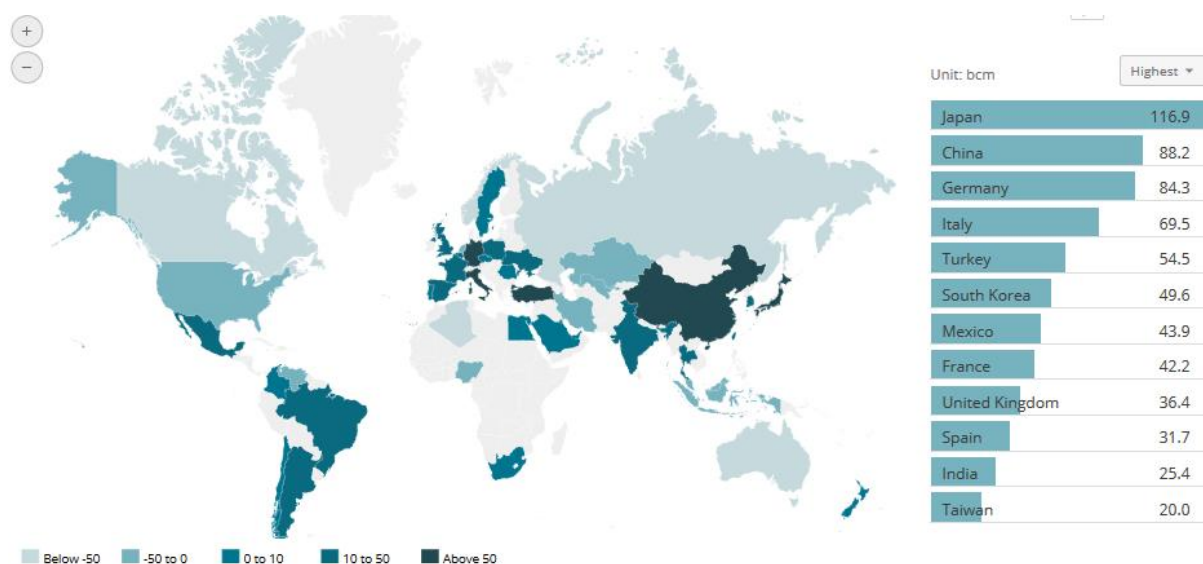 +
−
Unit: bcm
Highest
Japan 116.9
China 88.2
Germany 84.3
Italy 69.5
Turkey 54.5
South Korea 49.6
Mexico 43.9
France 42.2
United Kingdom 36.4
Spain 31.7
India 25.4
Taiwan 20.0
Below -50 -50 to 0 0 to 10 10 to 50 Above 50